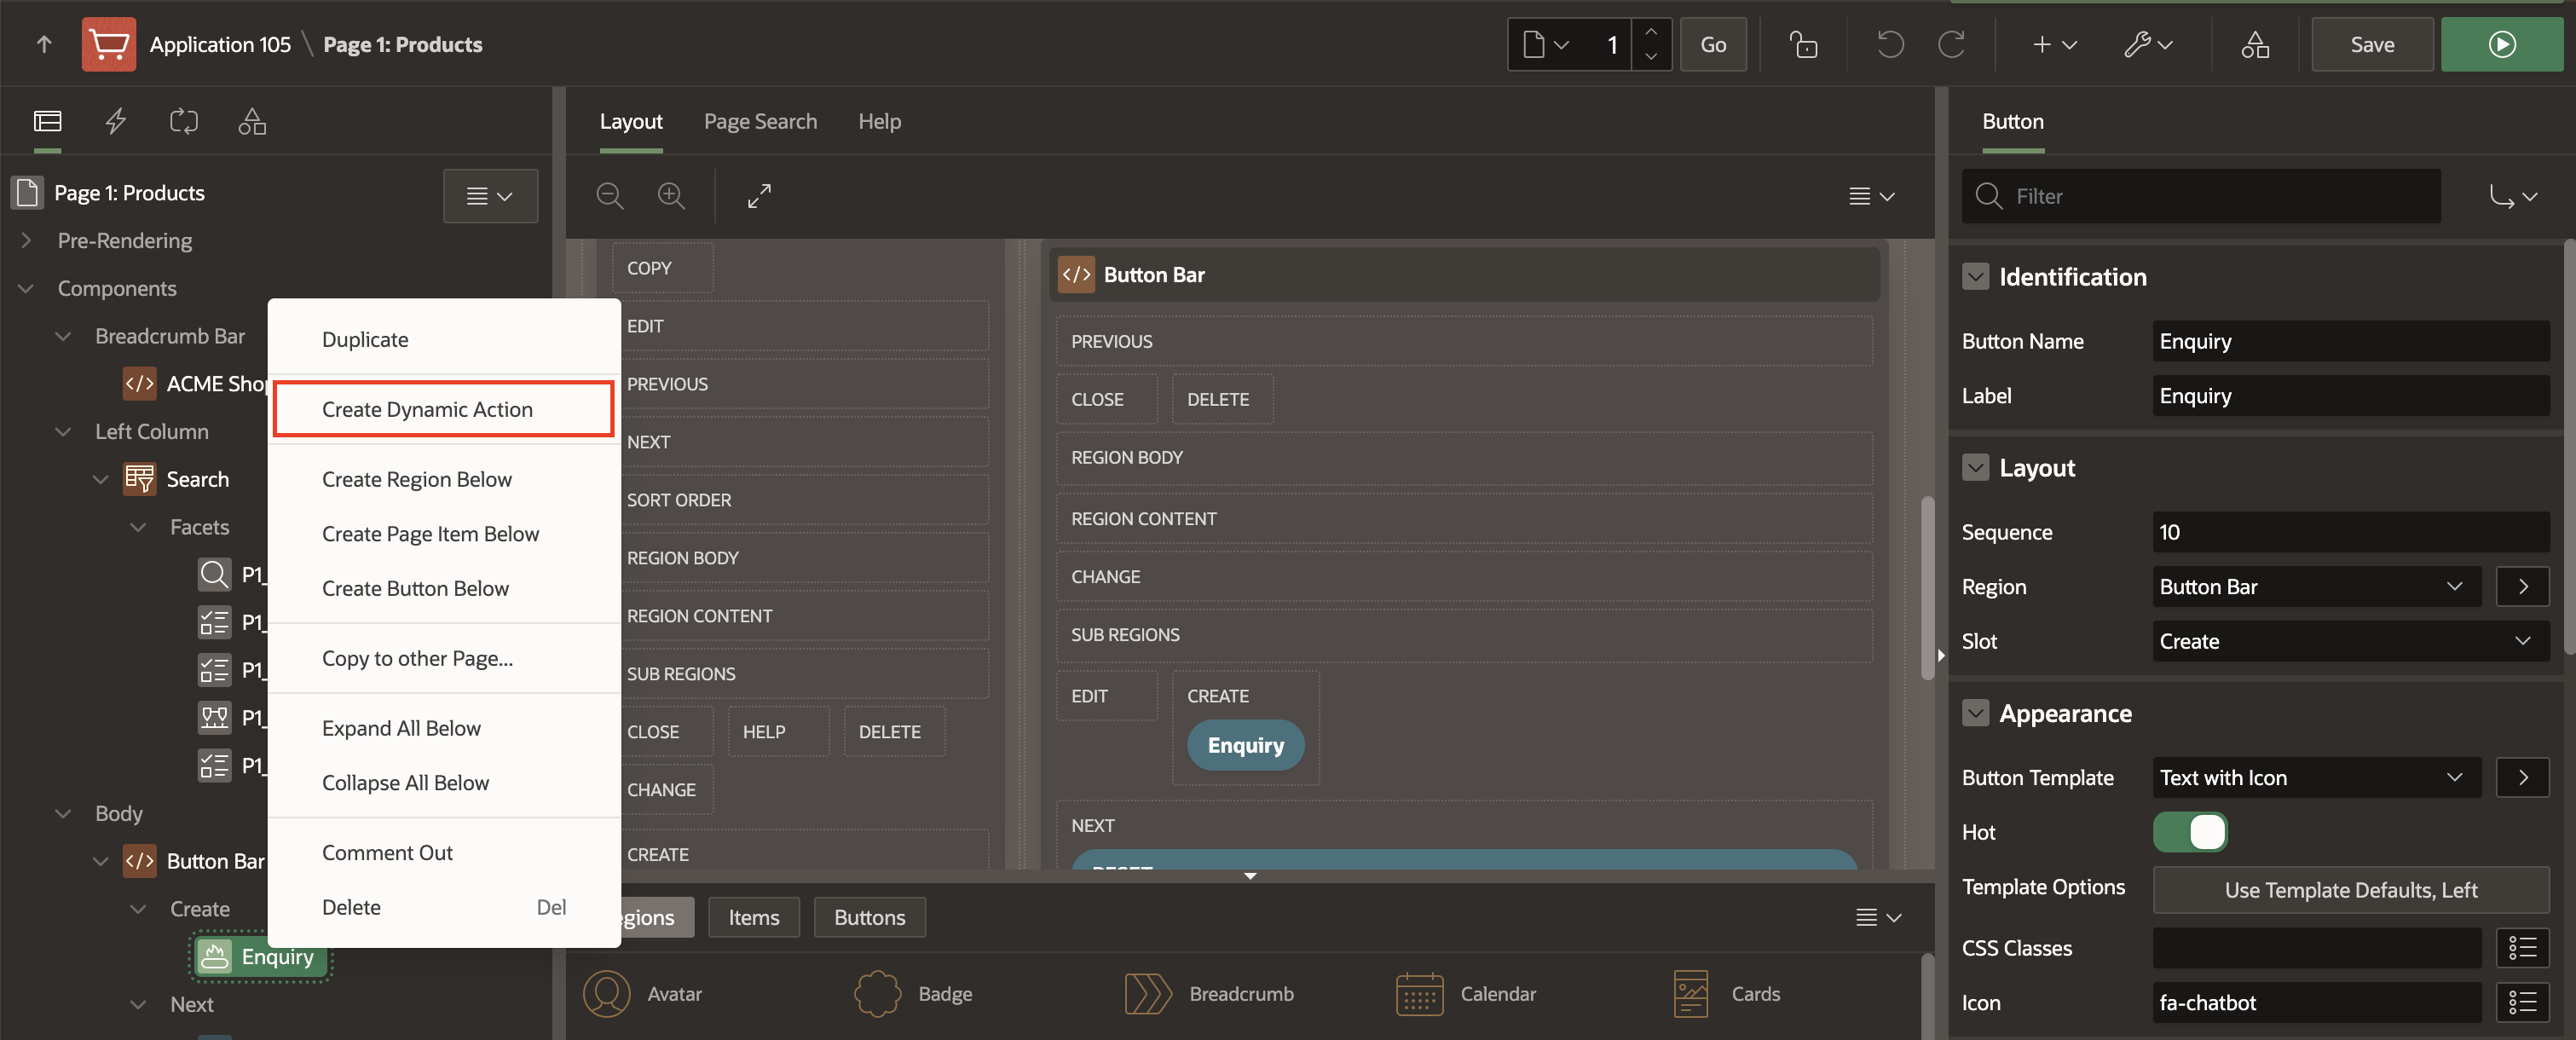 Application 105 \ Page 1: Products
1
Go
Save
Layout
Page Search
Help
Button
Page 1: Products
Pre-Rendering
Components
Breadcrumb Bar
ACME Sho
Left Column
Search
Facets
P1_
P1_
P1_
P1_
P1_
Body
Button Bar
Create
Enquiry
Next
Duplicate
Create Dynamic Action
Create Region Below
Create Page Item Below
Create Button Below
Copy to other Page...
Expand All Below
Collapse All Below
Comment Out
Delete Del
COPY
EDIT
PREVIOUS
NEXT
SORT ORDER
REGION BODY
REGION CONTENT
SUB REGIONS
CLOSE HELP DELETE
CHANGE
CREATE
Button Bar
PREVIOUS
CLOSE DELETE
REGION BODY
REGION CONTENT
CHANGE
SUB REGIONS
EDIT CREATE
Enquiry
NEXT
RESET
egions Items Buttons
Avatar Badge Breadcrumb Calendar Cards
Filter
Identification
Button Name Enquiry
Label Enquiry
Layout
Sequence 10
Region Button Bar
Slot Create
Appearance
Button Template Text with Icon
Hot
Template Options Use Template Defaults, Left
CSS Classes
Icon fa-chatbot